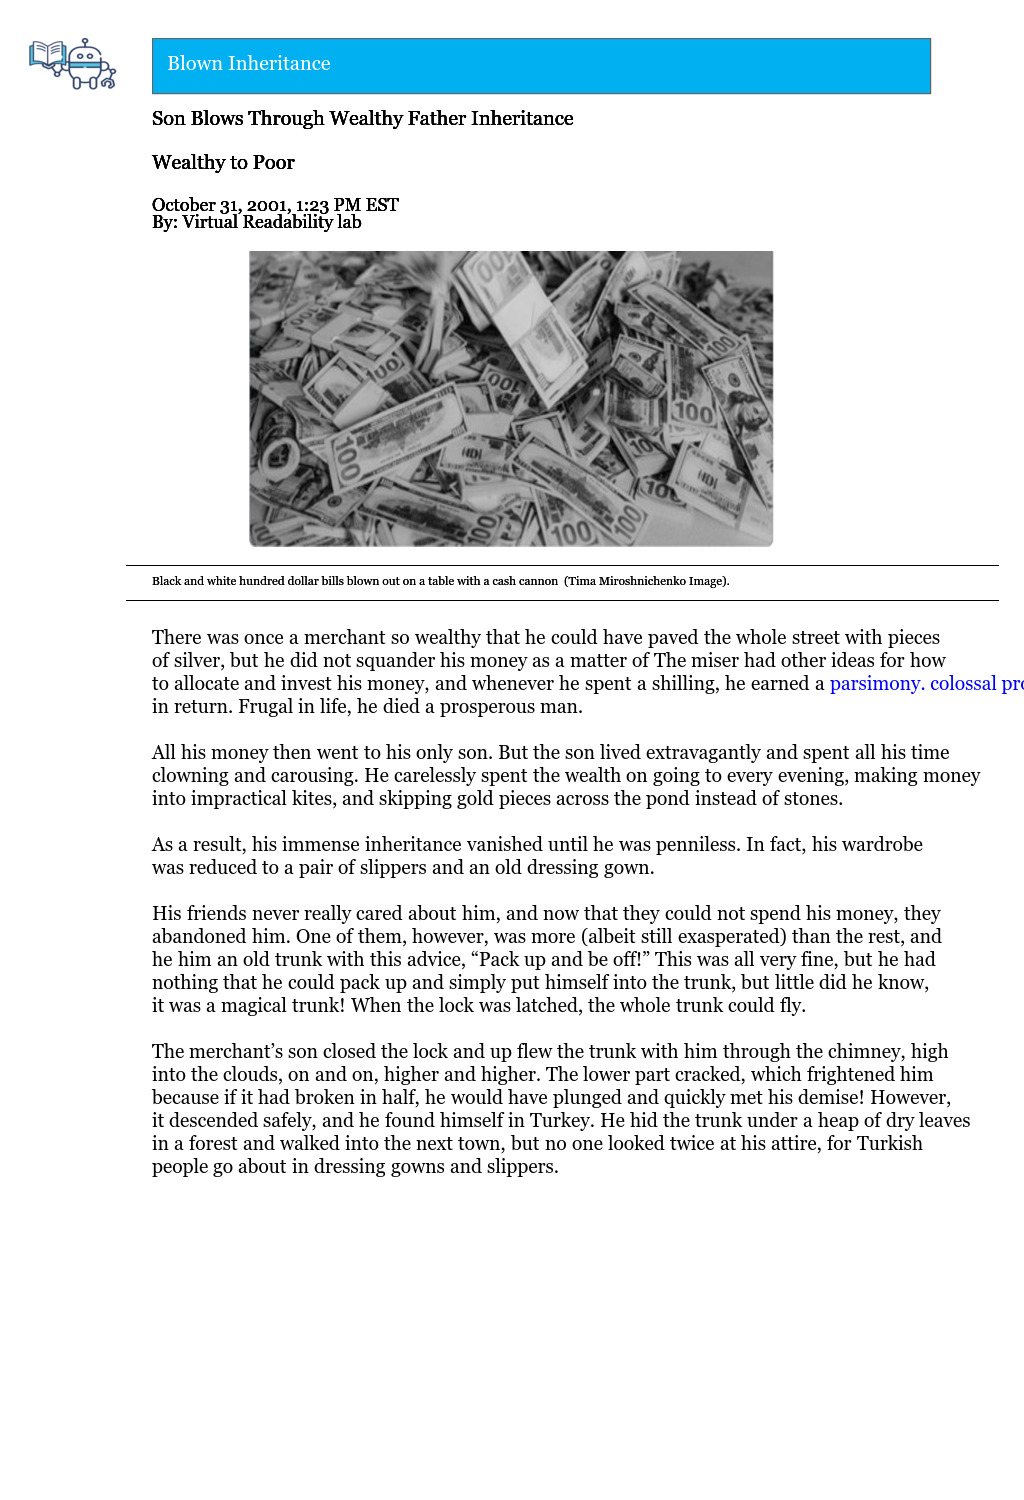 Blown Inheritance
Son Blows Through Wealthy Father Inheritance
Wealthy to Poor
October 31, 2001, 1:23 PM EST
By: Virtual Readability lab
Black and white hundred dollar bills blown out on a table with a cash cannon (Tima Miroshnichenko Image).
There was once a merchant so wealthy that he could have paved the whole street with pieces
of silver, but he did not squander his money as a matter of The miser had other ideas for how
to allocate and invest his money, and whenever he spent a shilling, he earned a parsimony. colossal
in return. Frugal in life, he died a prosperous man.
All his money then went to his only son. But the son lived extravagantly and spent all his time
clowning and carousing. He carelessly spent the wealth on going to every evening, making money
into impractical kites, and skipping gold pieces across the pond instead of stones.
As a result, his immense inheritance vanished until he was penniless. In fact, his wardrobe
was reduced to a pair of slippers and an old dressing gown.
His friends never really cared about him, and now that they could not spend his money, they
abandoned him. One of them, however, was more (albeit still exasperated) than the rest, and
he him an old trunk with this advice, “Pack up and be off!” This was all very fine, but he had
nothing that he could pack up and simply put himself into the trunk, but little did he know,
it was a magical trunk! When the lock was latched, the whole trunk could fly.
The merchant’s son closed the lock and up flew the trunk with him through the chimney, high
into the clouds, on and on, higher and higher. The lower part cracked, which frightened him
because if it had broken in half, he would have plunged and quickly met his demise! However,
it descended safely, and he found himself in Turkey. He hid the trunk under a heap of dry leaves
in a forest and walked into the next town, but no one looked twice at his attire, for Turkish
people go about in dressing gowns and slippers.